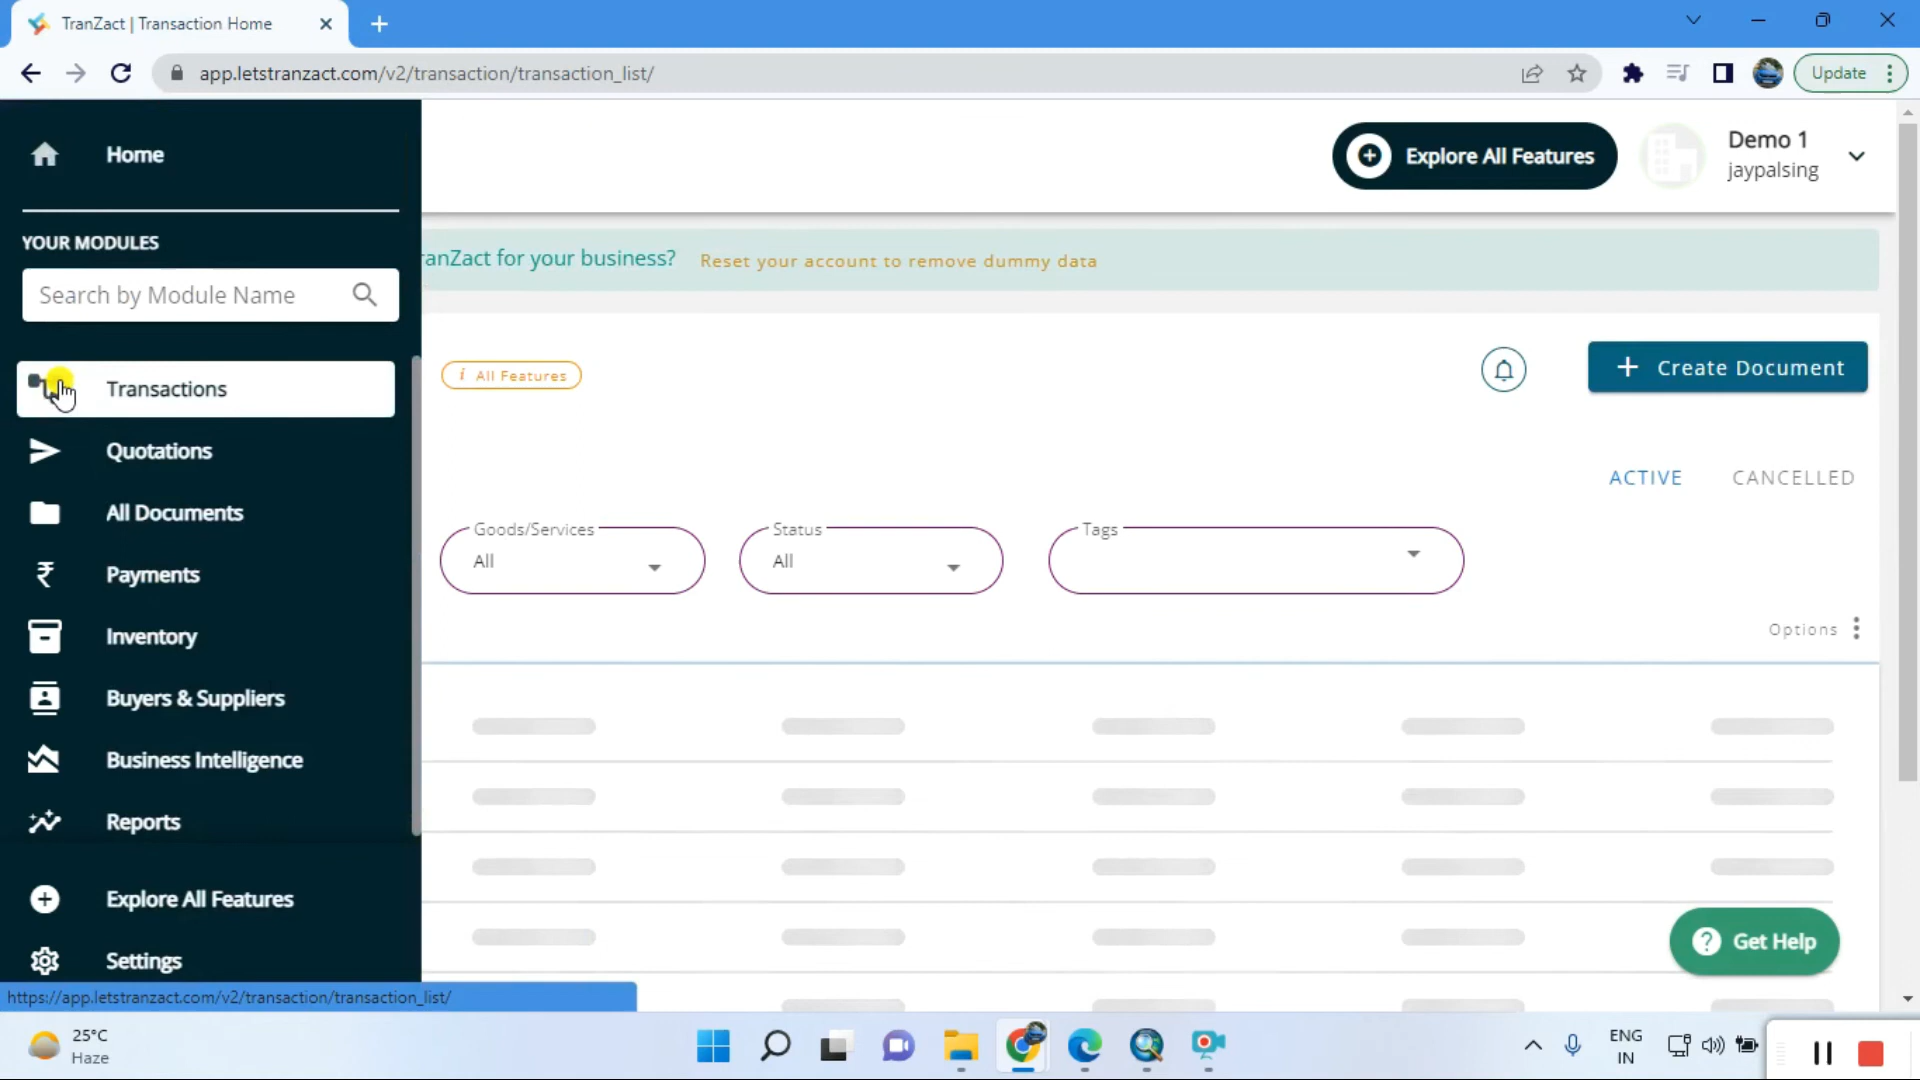 TranZact | Transaction Home
app.letstranzact.com/v2/transaction/transaction_list/
Update
Home
YOUR MODULES
Search by Module Name
Transactions
Quotations
All Documents
Payments
Inventory
Buyers & Suppliers
Business Intelligence
Reports
Explore All Features
Settings
https://app.letstranzact.com/v2/transaction/transaction_list/
Explore All Features
Demo 1
jaypalsing
ranZact for your business? Reset your account to remove dummy data
i All Features
+ Create Document
ACTIVE CANCELLED
Goods/Services
All
Status
All
Tags
Options
? Get Help
25°C
Haze
ENG
IN